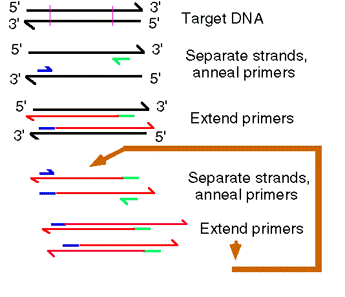 5' 3'
3' 5' Target DNA
5' 3'
Separate strands,
anneal primers
3' 5'
5' 3'
Extend primers
3' 5'
Separate strands,
anneal primers
Extend primers